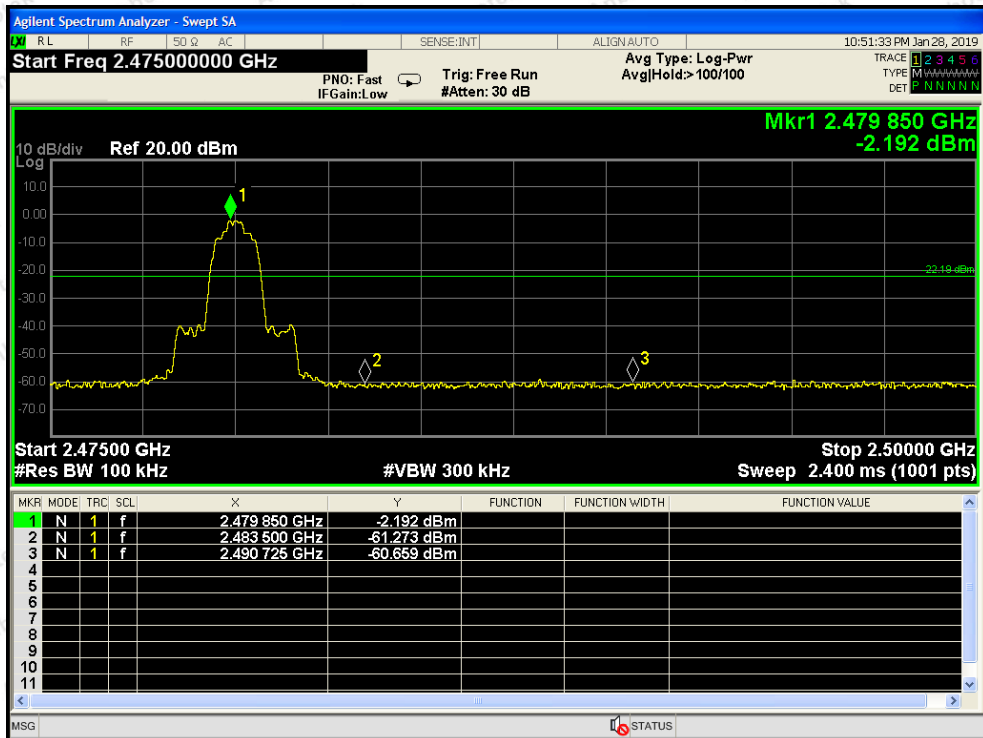 Agilent Spectrum Analyzer - Swept SA
LXI RL RF 50 Ω AC SENSE:INT ALIGN AUTO 10:51:33 PM Jan 28, 2019
Start Freq 2.475000000 GHz
PNO: Fast
IFGain:Low
Trig: Free Run
#Atten: 30 dB
Avg Type: Log-Pwr
Avg|Hold:>100/100
TRACE 1 2 3 4 5 6
TYPE M WWWWW
DET P N N N N N
Mkr1 2.479 850 GHz
-2.192 dBm
10 dB/div Ref 20.00 dBm
Log
10.0
0.00
-10.0
-20.0
-30.0
-40.0
-50.0
-60.0
-70.0
1
-22.19 dBm
2
3
Start 2.47500 GHz Stop 2.50000 GHz
#Res BW 100 kHz #VBW 300 kHz Sweep 2.400 ms (1001 pts)
MKR MODE TRC SCL X Y FUNCTION FUNCTION WIDTH FUNCTION VALUE
1 N 1 f 2.479 850 GHz -2.192 dBm
2 N 1 f 2.483 500 GHz -61.273 dBm
3 N 1 f 2.490 725 GHz -60.659 dBm
4
5
6
7
8
9
10
11
MSG STATUS